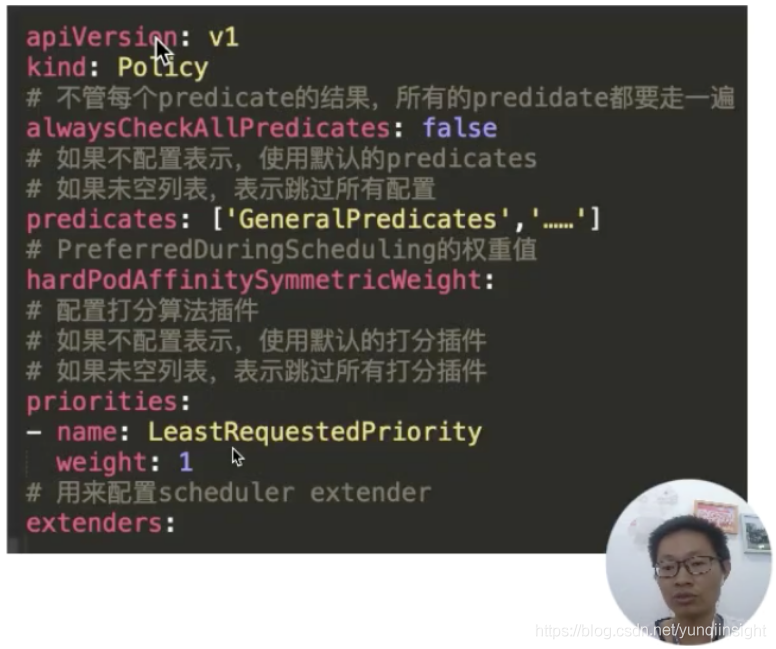 apiVersion: v1
kind: Policy
# 不管每个predicate的结果，所有的predidate都要走一遍
alwaysCheckAllPredicates: false
# 如果不配置表示，使用默认的predicates
# 如果未空列表，表示跳过所有配置
predicates: ['GeneralPredicates','……']
# PreferredDuringScheduling的权重值
hardPodAffinitySymmetricWeight:
# 配置打分算法插件
# 如果不配置表示，使用默认的打分插件
# 如果未空列表，表示跳过所有打分插件
priorities:
- name: LeastRequestedPriority
  weight: 1
# 用来配置scheduler extender
extenders:
https://blog.csdn.net/yunqiinsight